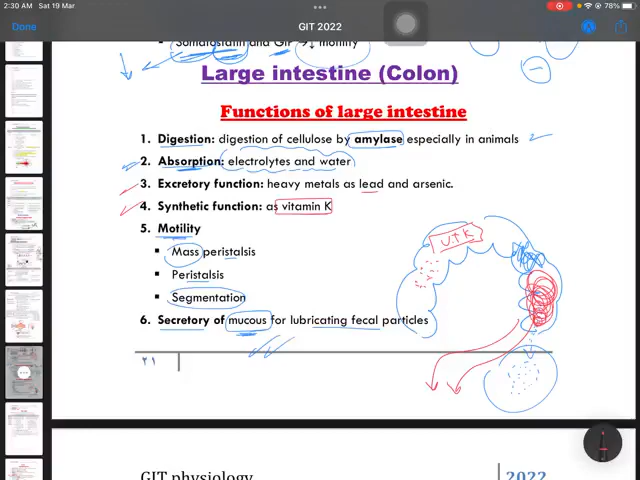 2:30 AM Sat 19 Mar
78%
Done
GIT 2022
Somatostatin and GIP →↓ motility
Large intestine (Colon)
Functions of large intestine
1. Digestion: digestion of cellulose by amylase especially in animals
2. Absorption: electrolytes and water
3. Excretory function: heavy metals as lead and arsenic.
4. Synthetic function: as vitamin K
5. Motility
▪ Mass peristalsis
▪ Peristalsis
▪ Segmentation
6. Secretory of mucous for lubricating fecal particles
GIT physiology
2022